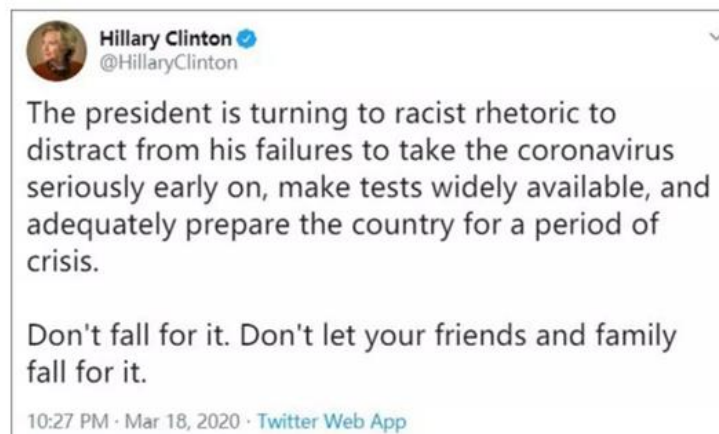 Hillary Clinton
@HillaryClinton
The president is turning to racist rhetoric to
distract from his failures to take the coronavirus
seriously early on, make tests widely available, and
adequately prepare the country for a period of
crisis.
Don't fall for it. Don't let your friends and family
fall for it.
10:27 PM · Mar 18, 2020 · Twitter Web App